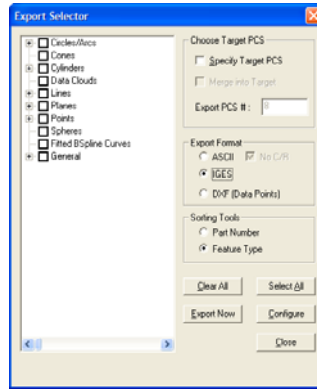 Export Selector
Circles/Arcs
Cones
Cylinders
Data Clouds
Lines
Planes
Points
Spheres
Fitted BSpline Curves
General
Choose Target PCS
Specify Target PCS
Merge into Target
Export PCS # :
Export Format
ASCII
No C/R
IGES
DXF (Data Points)
Sorting Tools
Part Number
Feature Type
Clear All
Select All
Export Now
Configure
Close